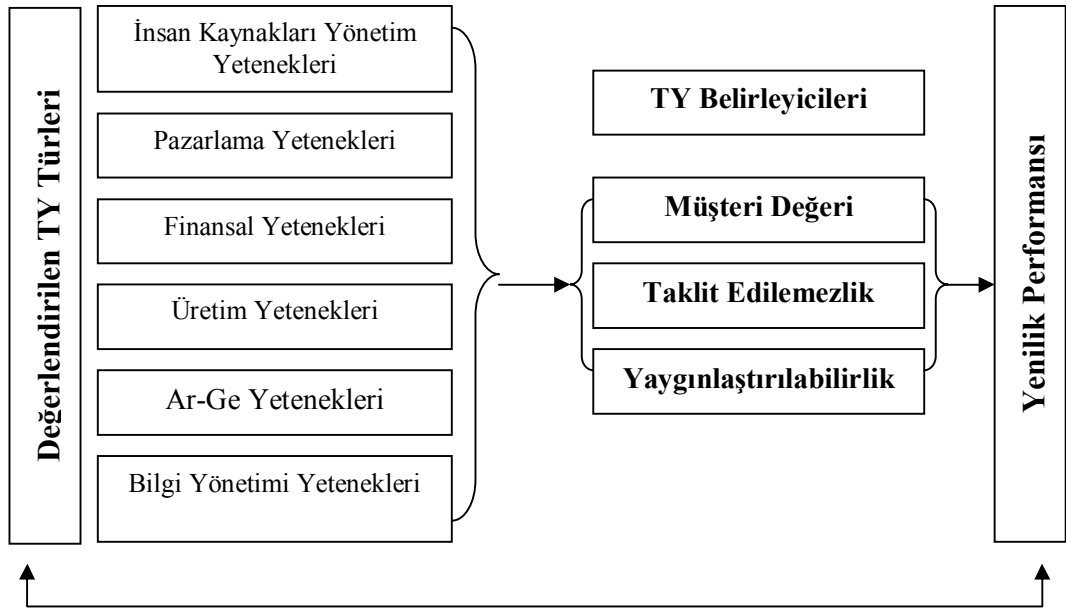 Değerlendirilen TY Türleri
İnsan Kaynakları Yönetim
Yetenekleri
Pazarlama Yetenekleri
Finansal Yetenekleri
Üretim Yetenekleri
Ar-Ge Yetenekleri
Bilgi Yönetimi Yetenekleri
TY Belirleyicileri
Müşteri Değeri
Taklit Edilemezlik
Yaygınlaştırılabilirlik
Yenilik Performansı